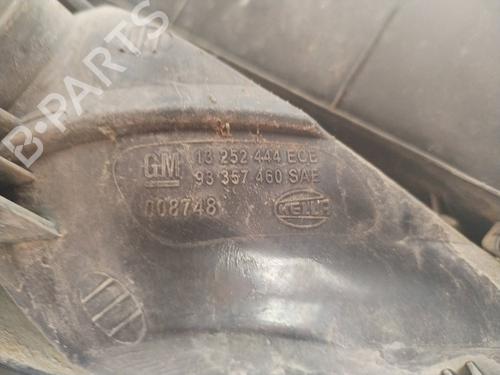 B-PARTS
GM 13 252 444 ECE
93 357 460 SAE
008748 HELLA